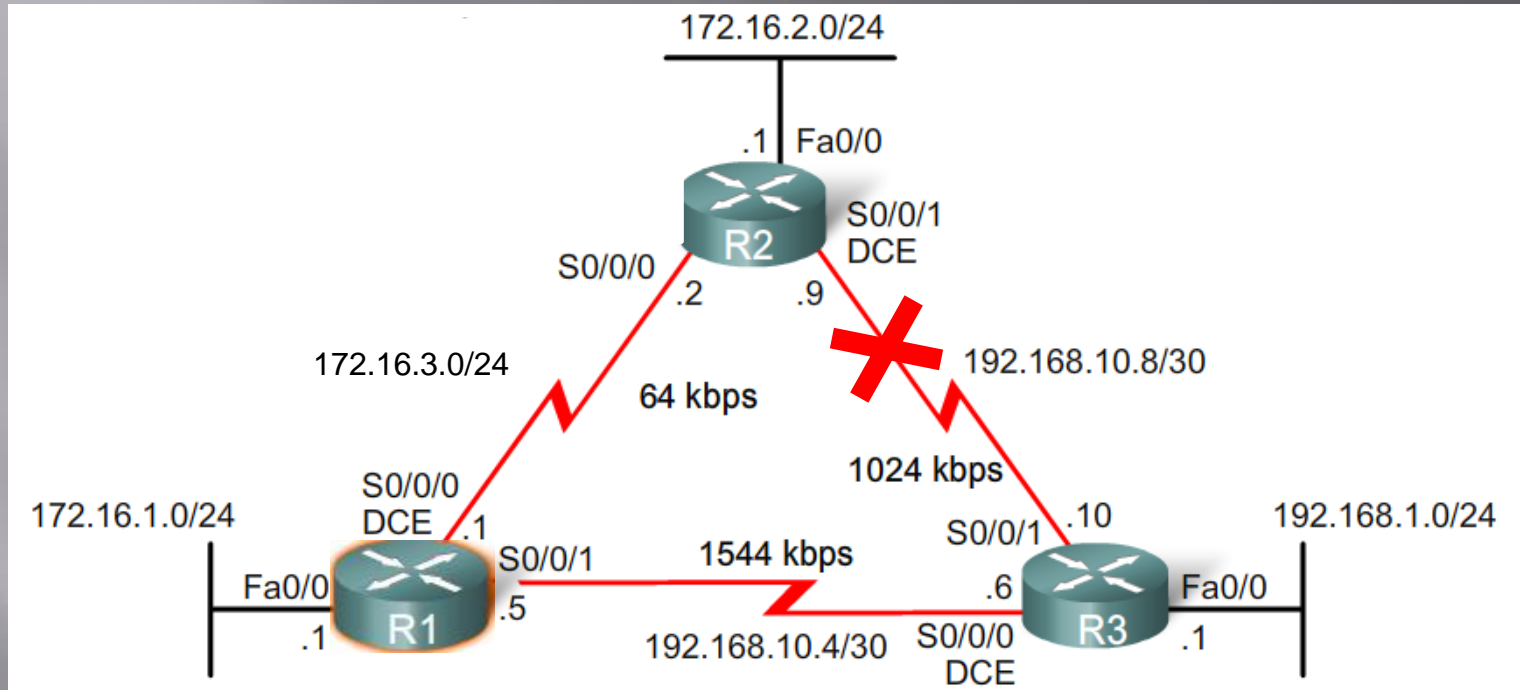 172.16.2.0/24
.1 Fa0/0
R2
S0/0/1
DCE
S0/0/0
.2
.9
172.16.3.0/24
192.168.10.8/30
64 kbps
1024 kbps
S0/0/0
DCE
.1
172.16.1.0/24
.10
192.168.1.0/24
S0/0/1
S0/0/1
1544 kbps
Fa0/0
.5
.6
Fa0/0
.1
R1
192.168.10.4/30
S0/0/0
DCE
R3
.1